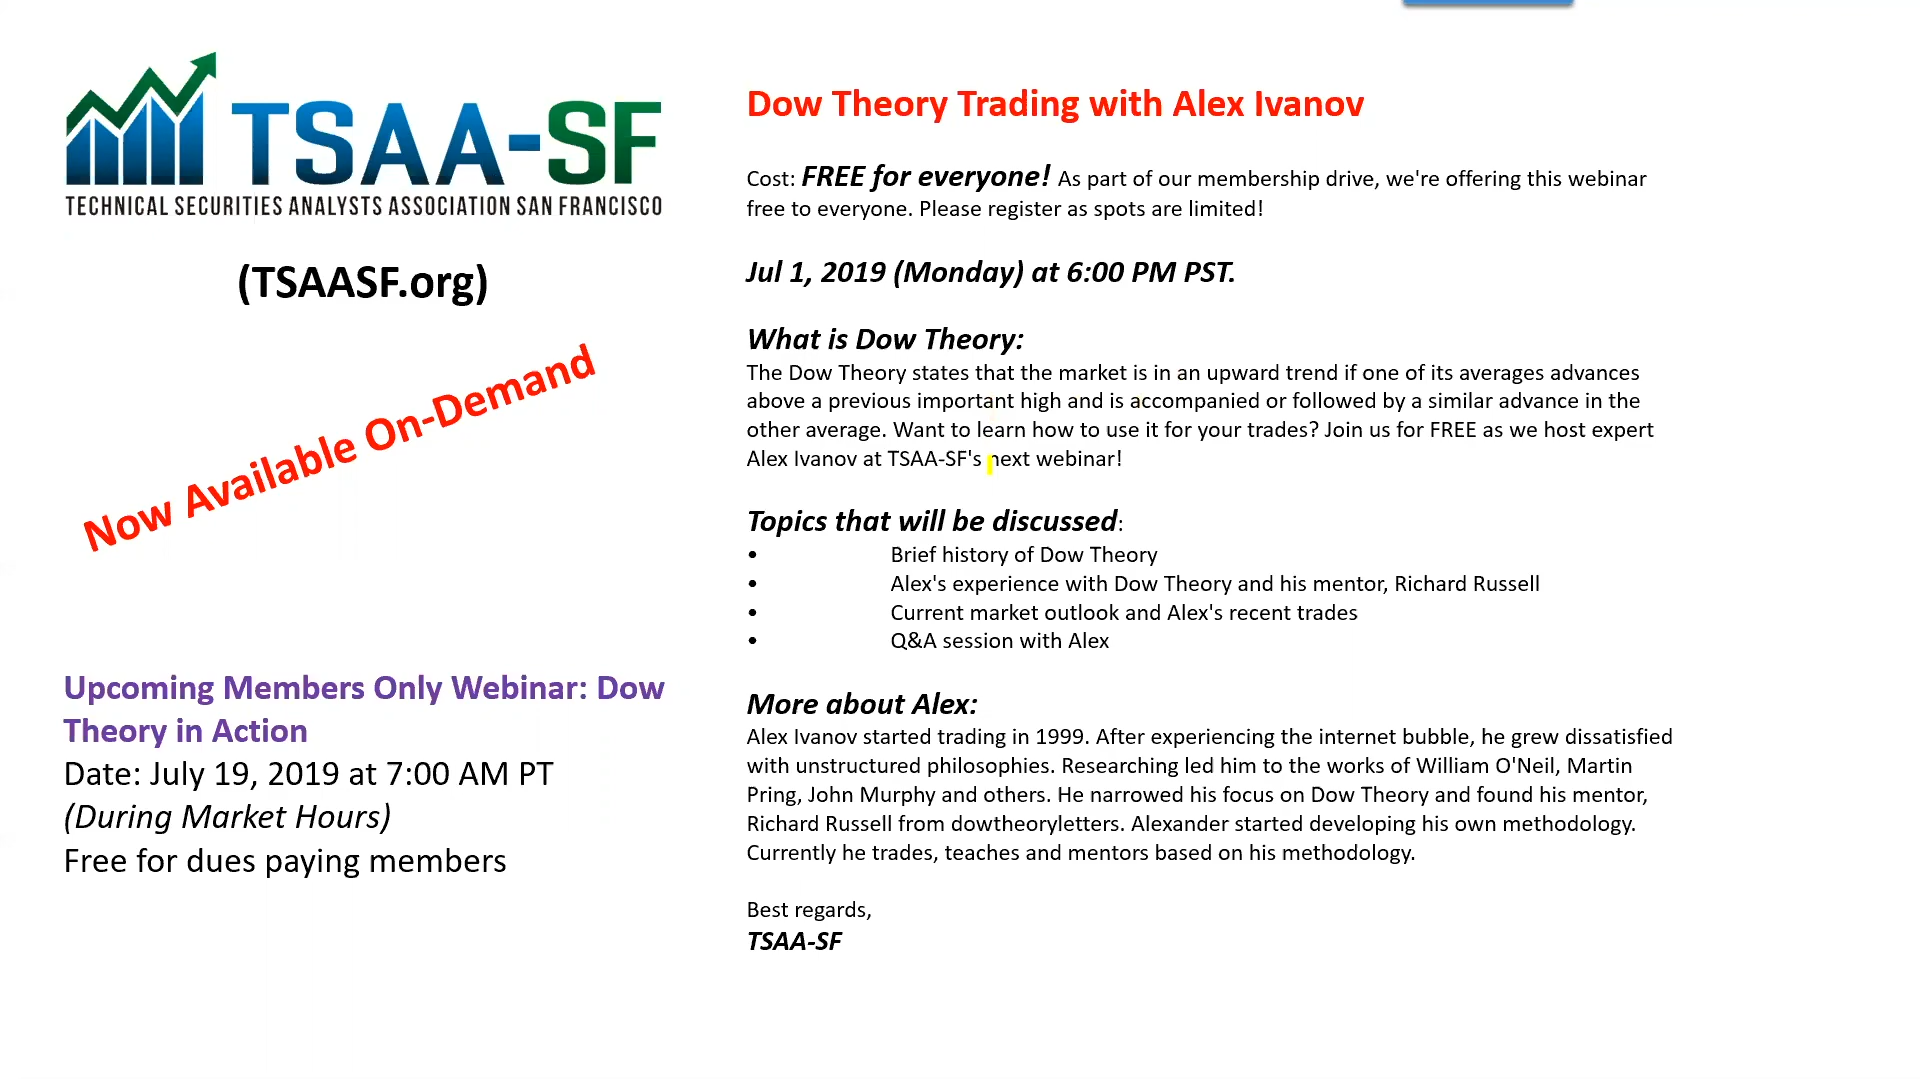 TSAA-SF
TECHNICAL SECURITIES ANALYSTS ASSOCIATION SAN FRANCISCO
(TSAASF.org)
Now Available On-Demand
Upcoming Members Only Webinar: Dow
Theory in Action
Date: July 19, 2019 at 7:00 AM PT
(During Market Hours)
Free for dues paying members
Dow Theory Trading with Alex Ivanov
Cost: FREE for everyone! As part of our membership drive, we're offering this webinar
free to everyone. Please register as spots are limited!
Jul 1, 2019 (Monday) at 6:00 PM PST.
What is Dow Theory:
The Dow Theory states that the market is in an upward trend if one of its averages advances
above a previous important high and is accompanied or followed by a similar advance in the
other average. Want to learn how to use it for your trades? Join us for FREE as we host expert
Alex Ivanov at TSAA-SF's next webinar!
Topics that will be discussed:
• Brief history of Dow Theory
• Alex's experience with Dow Theory and his mentor, Richard Russell
• Current market outlook and Alex's recent trades
• Q&A session with Alex
More about Alex:
Alex Ivanov started trading in 1999. After experiencing the internet bubble, he grew dissatisfied
with unstructured philosophies. Researching led him to the works of William O'Neil, Martin
Pring, John Murphy and others. He narrowed his focus on Dow Theory and found his mentor,
Richard Russell from dowtheoryletters. Alexander started developing his own methodology.
Currently he trades, teaches and mentors based on his methodology.
Best regards,
TSAA-SF